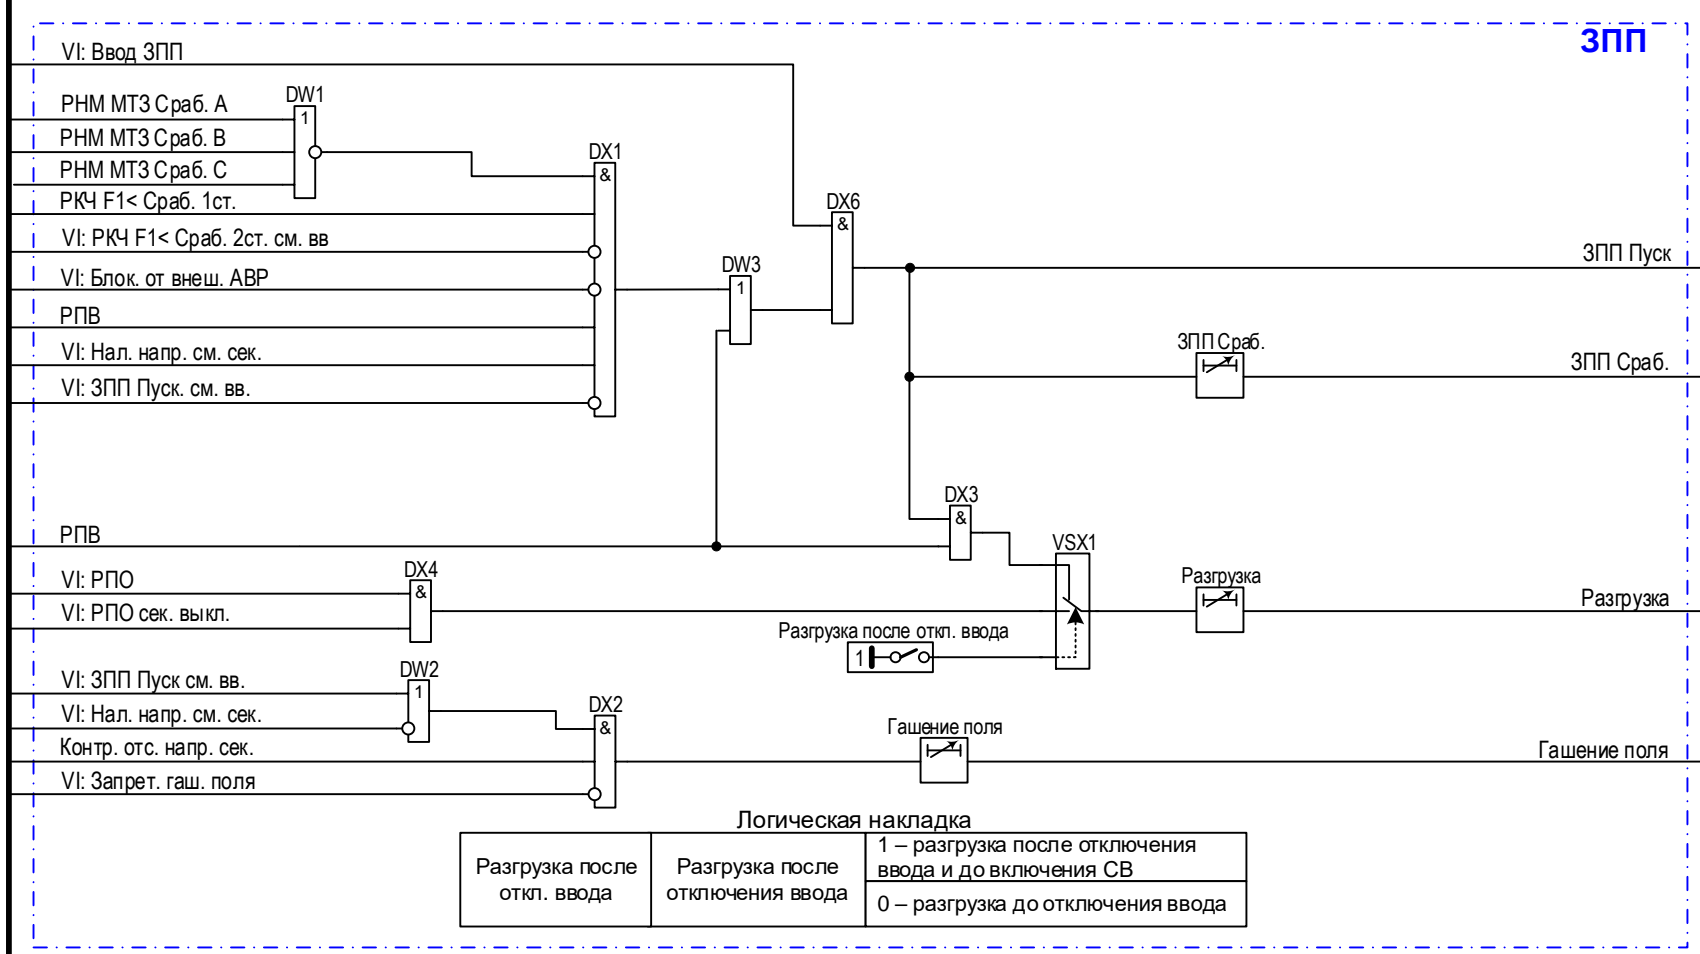 ЗПП
VI: Ввод ЗПП
DW1
РНМ МТЗ Сраб. А
1
РНМ МТЗ Сраб. В
РНМ МТЗ Сраб. С
DX1
&
РКЧ F1< Сраб. 1ст.
VI: РКЧ F1< Сраб. 2ст. см. вв
VI: Блок. от внеш. АВР
РПВ
VI: Нал. напр. см. сек.
VI: ЗПП Пуск. см. вв.
DW3
1
DX6
&
ЗПП Пуск
ЗПП Сраб.
ЗПП Сраб.
РПВ
DX3
&
VSX1
VI: РПО
VI: РПО сек. выкл.
DX4
&
Разгрузка
Разгрузка
Разгрузка после откл. ввода
1
VI: ЗПП Пуск см. вв.
VI: Нал. напр. см. сек.
DW2
1
Контр. отс. напр. сек.
VI: Запрет. гаш. поля
DX2
&
Гашение поля
Гашение поля
Логическая накладка
Разгрузка после
откл. ввода
Разгрузка после
отключения ввода
1 – разгрузка после отключения
ввода и до включения СВ
0 – разгрузка до отключения ввода